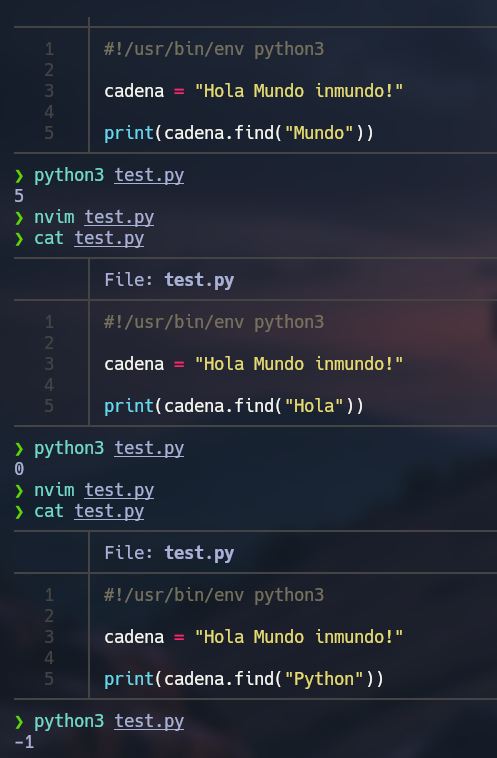 1 #!/usr/bin/env python3
2
3 cadena = "Hola Mundo inmundo!"
4
5 print(cadena.find("Mundo"))
❯ python3 test.py
5
❯ nvim test.py
❯ cat test.py
File: test.py
1 #!/usr/bin/env python3
2
3 cadena = "Hola Mundo inmundo!"
4
5 print(cadena.find("Hola"))
❯ python3 test.py
0
❯ nvim test.py
❯ cat test.py
File: test.py
1 #!/usr/bin/env python3
2
3 cadena = "Hola Mundo inmundo!"
4
5 print(cadena.find("Python"))
❯ python3 test.py
-1